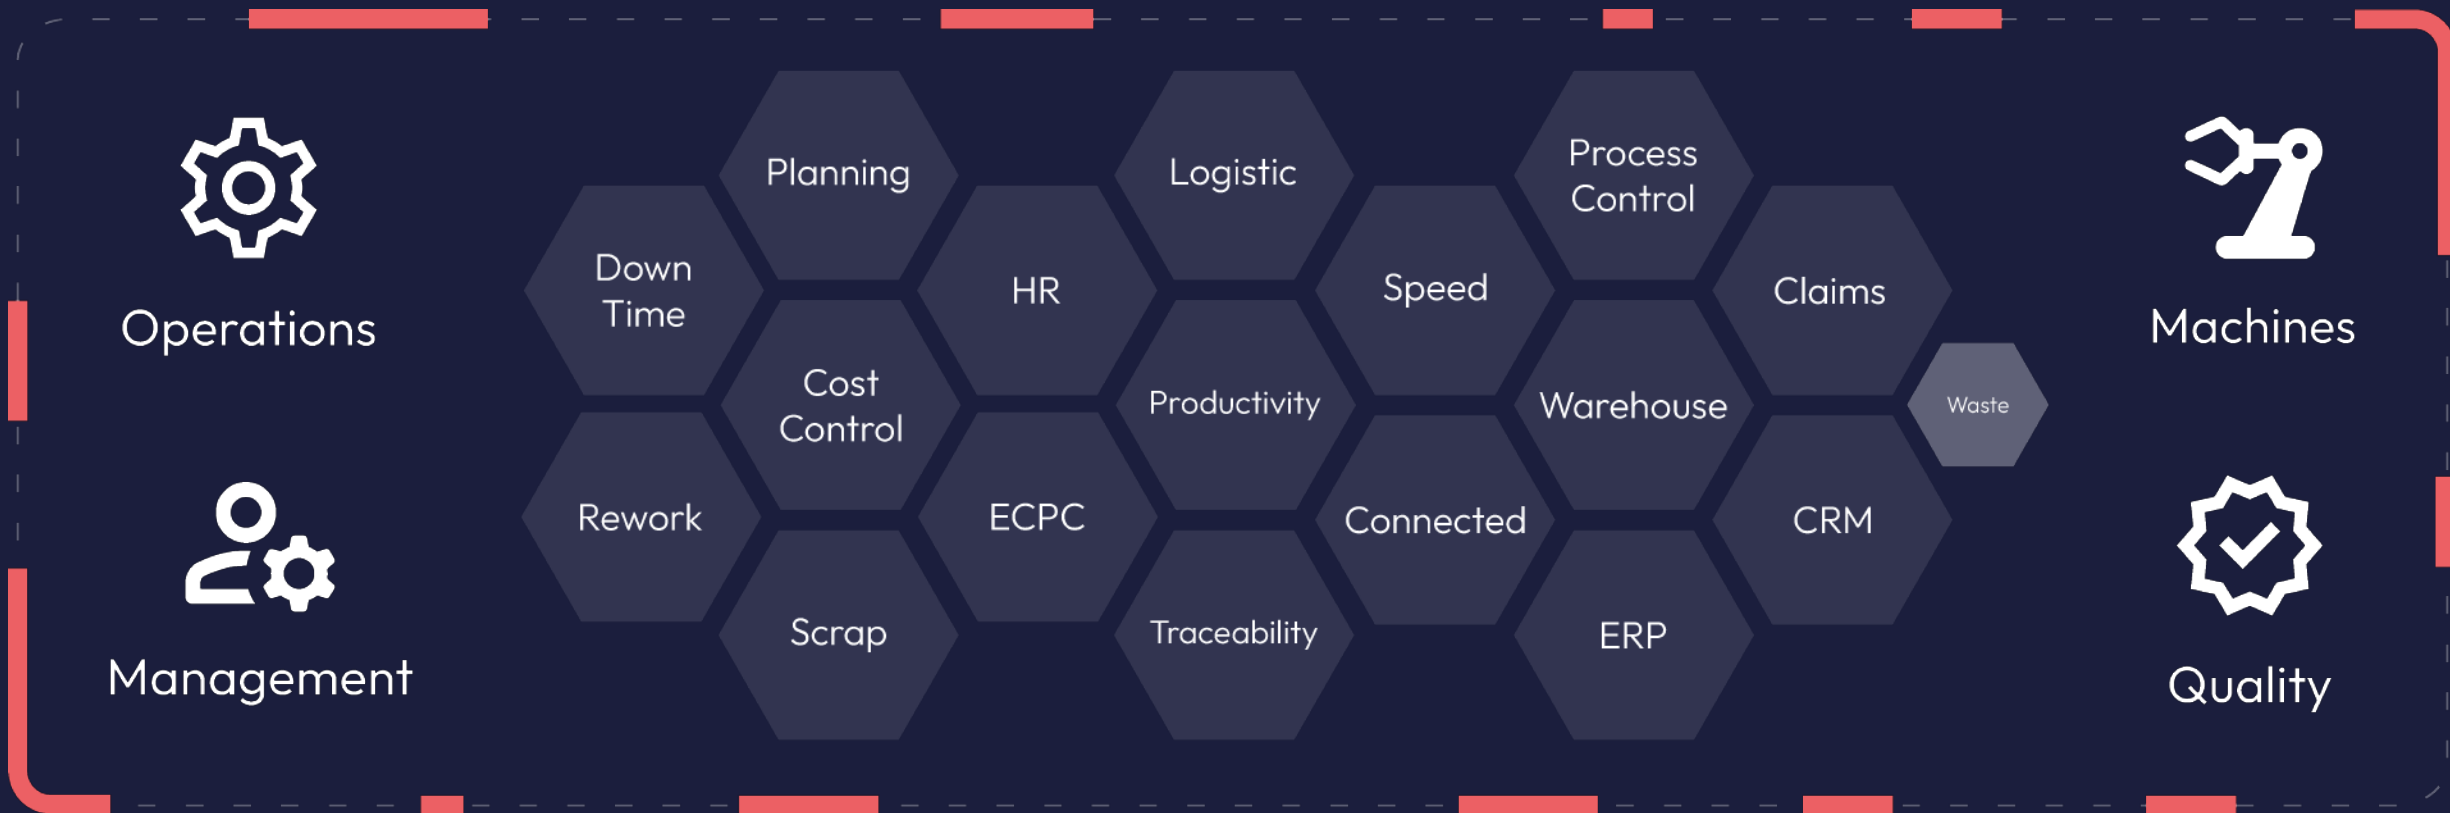 Operations
Management
Planning
Logistic
Process
Control
Down
Time
HR
Speed
Claims
Cost
Control
Productivity
Warehouse
Waste
Rework
ECPC
Connected
CRM
Scrap
Traceability
ERP
Machines
Quality